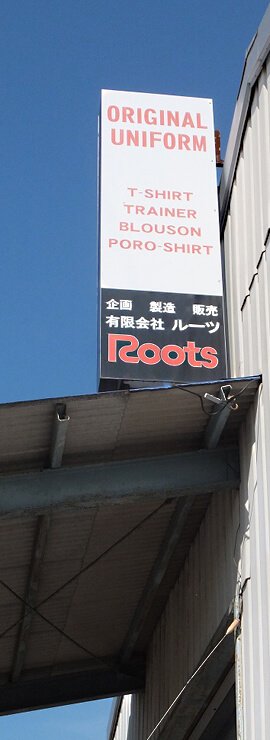 ORIGINAL
UNIFORM
T-SHIRT
TRAINER
BLOUSON
PORO-SHIRT
企画 製造 販売
有限会社 ルーツ
Roots